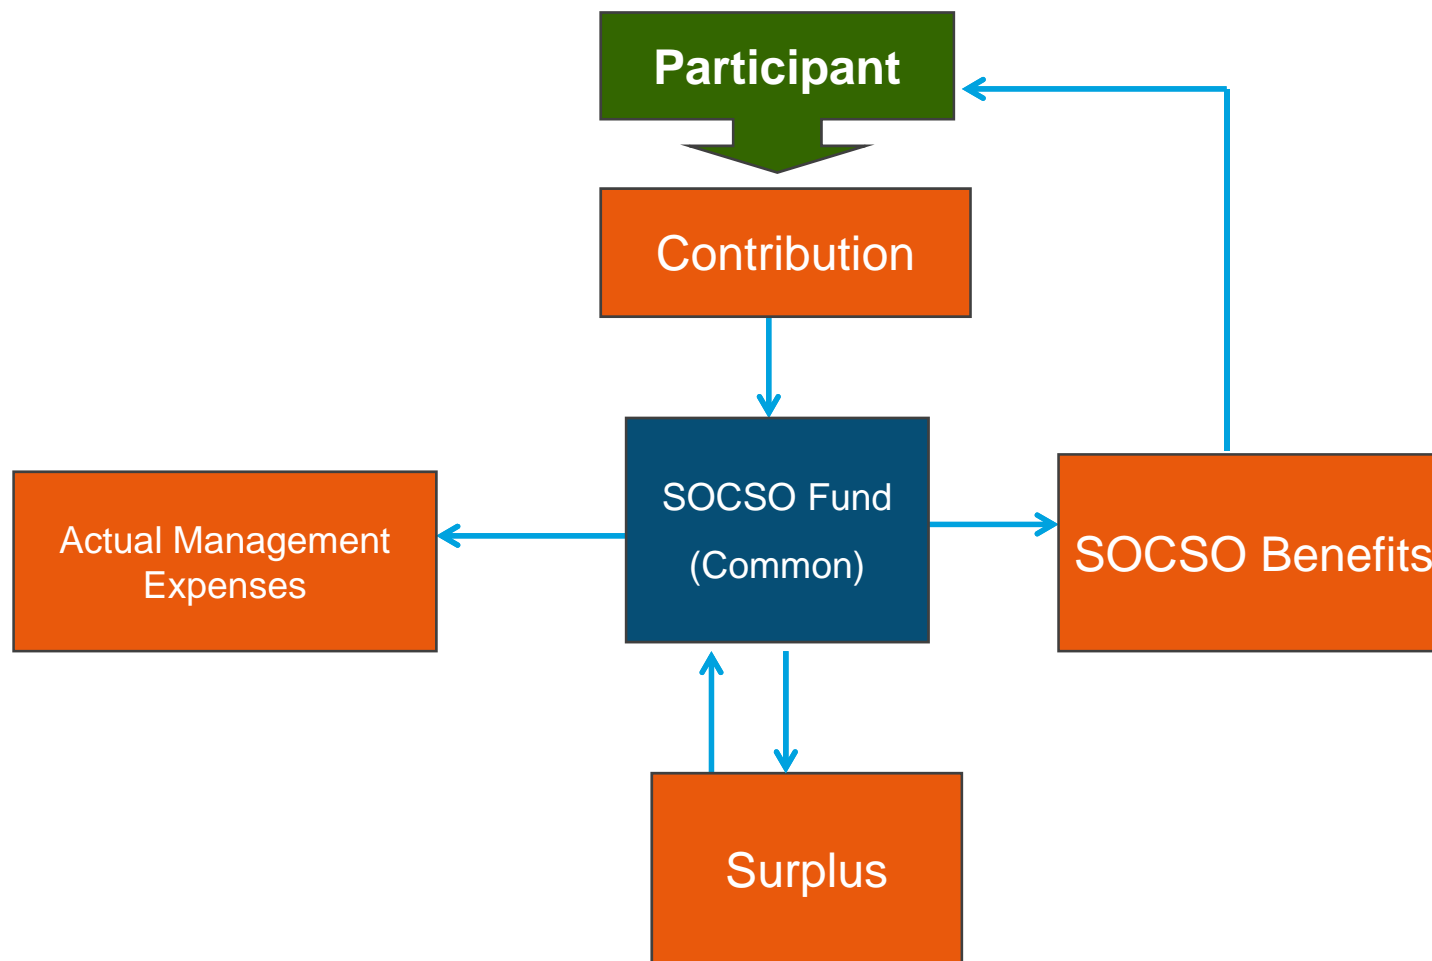 Participant
Contribution
SOCSO Fund
(Common)
Actual Management
Expenses
SOCSO Benefits
Surplus